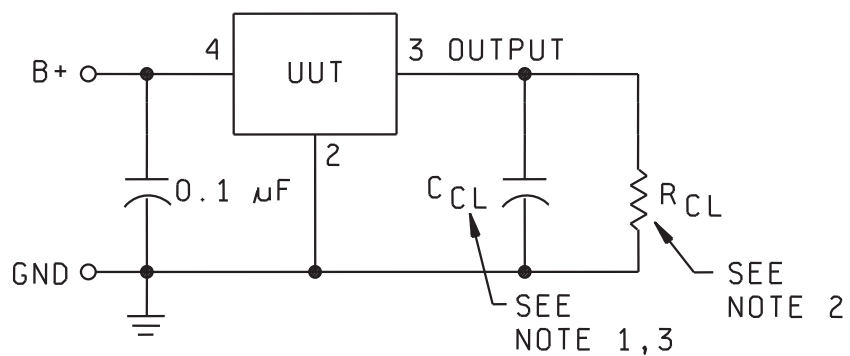 B+
4
UUT
3 OUTPUT
2
0.1 µF
C CL
R CL
GND
SEE
NOTE 1,3
SEE
NOTE 2